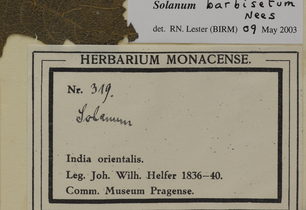 Solanum barbisetum
Nees
det. RN. Lester (BIRM) 09 May 2003
HERBARIUM MONACENSE.
Nr. 319.
Solanum
India orientalis.
Leg. Joh. Wilh. Helfer 1836-40.
Comm. Museum Pragense.